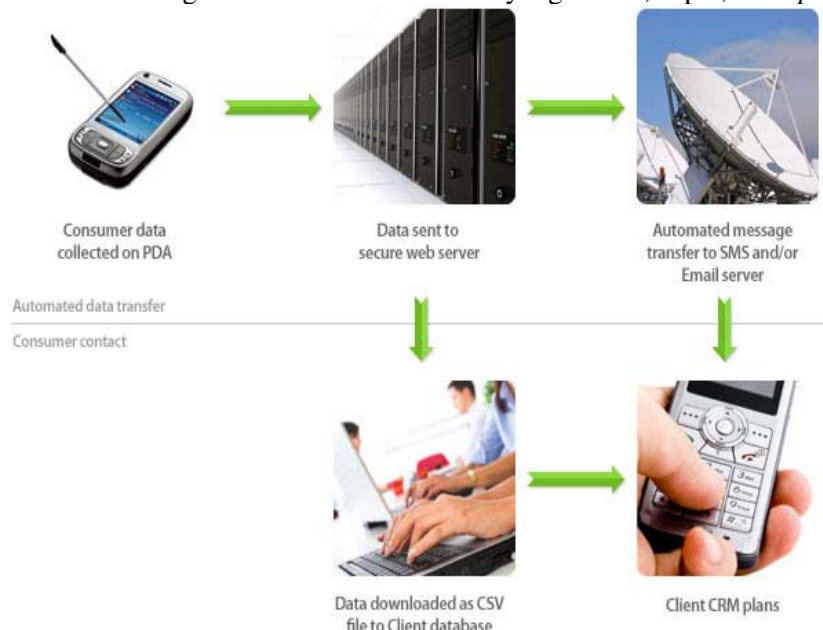 Consumer data
collected on PDA
Data sent to
secure web server
Automated message
transfer to SMS and/or
Email server
Automated data transfer
Consumer contact
Data downloaded as CSV
file to Client database
Client CRM plans